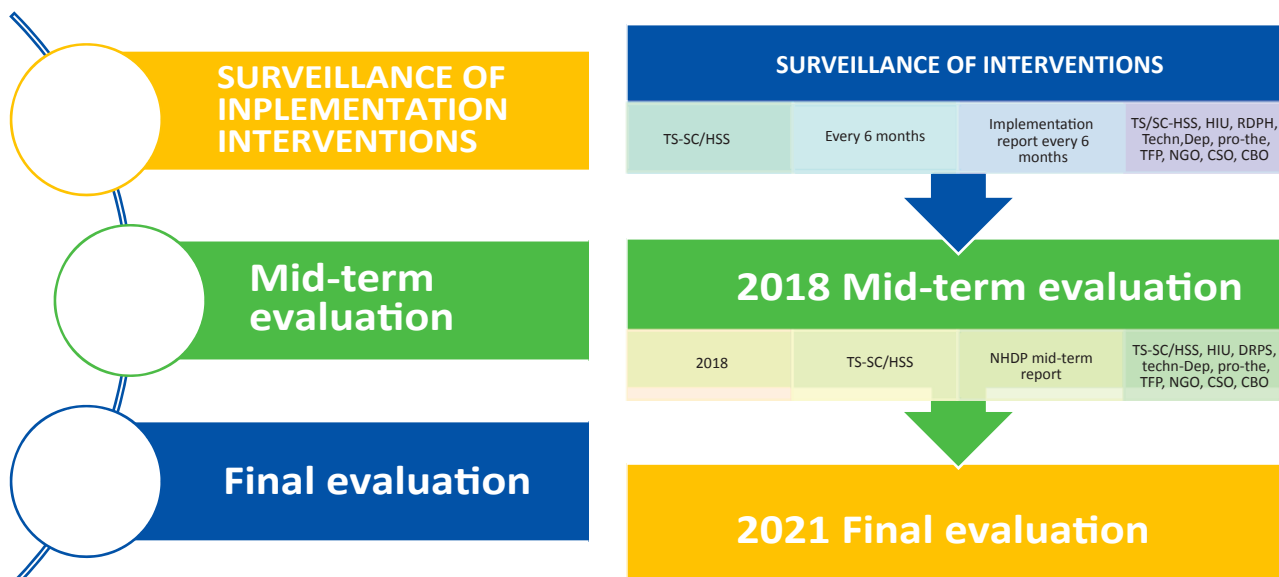 SURVEILLANCE OF
INPLEMENTATION
INTERVENTIONS
Mid-term
evaluation
Final evaluation
SURVEILLANCE OF INTERVENTIONS
TS-SC/HSS
Every 6 months
Implementation
report every 6
months
TS/SC-HSS, HIU, RDPH,
Techn,Dep, pro-the,
TFP, NGO, CSO, CBO
2018 Mid-term evaluation
2018
TS-SC/HSS
NHDP mid-term
report
TS-SC/HSS, HIU, DRPS,
techn-Dep, pro-the,
TFP, NGO, CSO, CBO
2021 Final evaluation